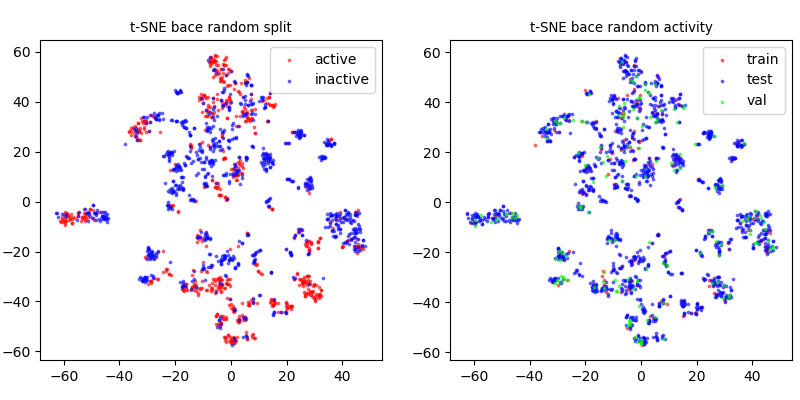 t-SNE bace random split
active
inactive
60
40
20
0
−20
−40
−60
−60 −40 −20 0 20 40
t-SNE bace random activity
train
test
val
60
40
20
0
−20
−40
−60
−60 −40 −20 0 20 40